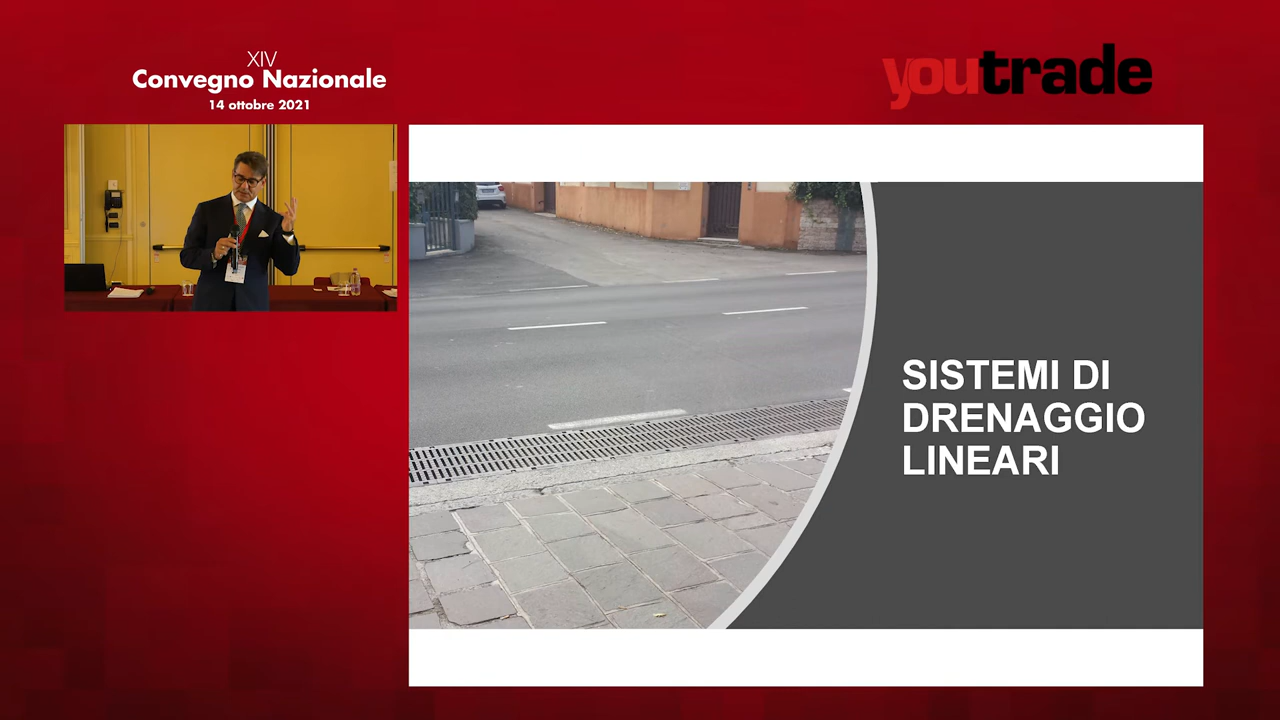 XIV
Convegno Nazionale
14 ottobre 2021
youtrade
SISTEMI DI
DRENAGGIO
LINEARI